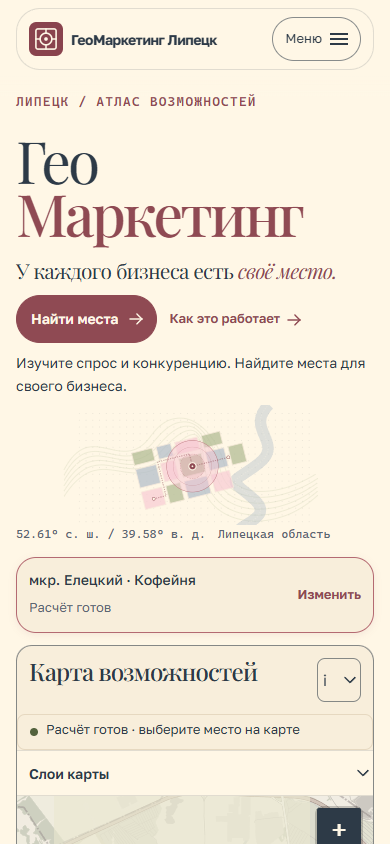 ГеоМаркетинг Липецк
Меню
ЛИПЕЦК / АТЛАС ВОЗМОЖНОСТЕЙ
Гео
Маркетинг
У каждого бизнеса есть своё место.
Найти места →
Как это работает →
Изучите спрос и конкуренцию. Найдите места для
своего бизнеса.
52.61° с. ш. / 39.58° в. д. Липецкая область
мкр. Елецкий · Кофейня
Расчёт готов
Изменить
Карта возможностей
i
Расчёт готов · выберите место на карте
Слои карты
+